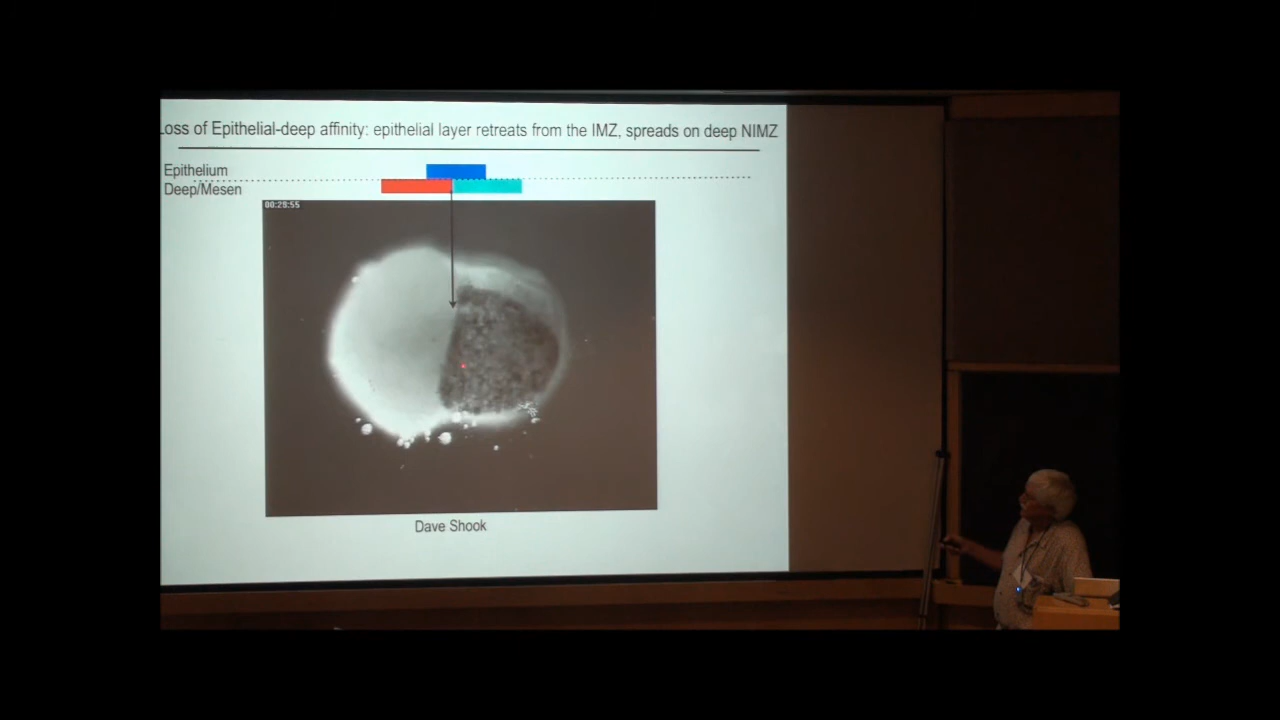 Loss of Epithelial-deep affinity: epithelial layer retreats from the IMZ, spreads on deep NIMZ
Epithelium
Deep/Mesen
00:29:55
Dave Shook